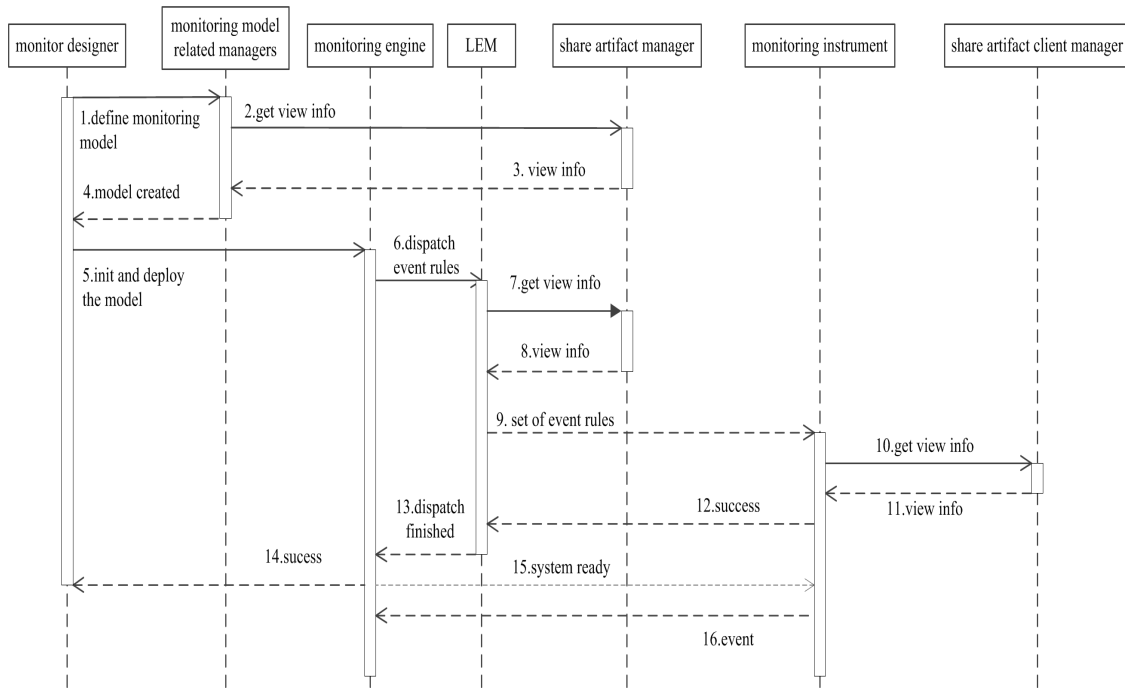 monitor designer
monitoring model
related managers
monitoring engine
LEM
share artifact manager
monitoring instrument
share artifact client manager
1.define monitoring
model
2.get view info
3. view info
4.model created
5.init and deploy
the model
6.dispatch
event rules
7.get view info
8.view info
9. set of event rules
10.get view info
11.view info
12.success
13.dispatch
finished
14.sucess
15.system ready
16.event